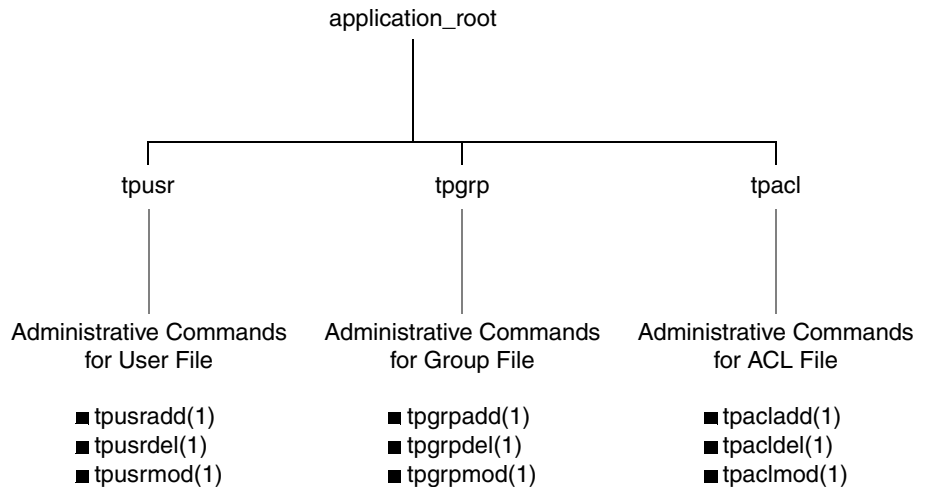 application_root
tpusr
tpgrp
tpacl
Administrative Commands
for User File
Administrative Commands
for Group File
Administrative Commands
for ACL File
■ tpusradd(1)
■ tpusrdel(1)
■ tpusrmod(1)
■ tpgrpadd(1)
■ tpgrpdel(1)
■ tpgrpmod(1)
■ tpacladd(1)
■ tpacldel(1)
■ tpaclmod(1)